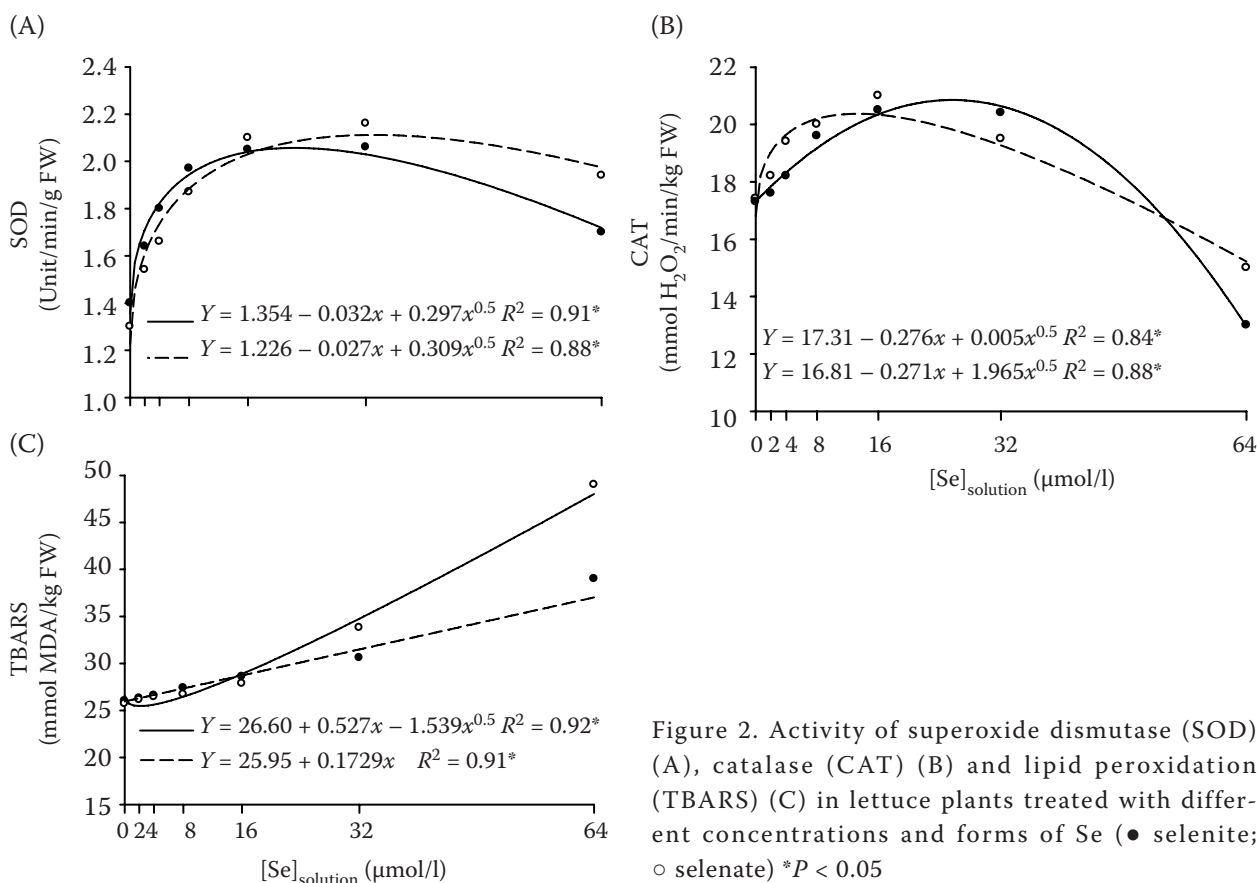 (A)
2.4
2.2
2.0
1.8
1.6
1.4
1.2
1.0
SOD
(Unit/min/g FW)
Y = 1.354 – 0.032x + 0.297x^0.5 R² = 0.91*
Y = 1.226 – 0.027x + 0.309x^0.5 R² = 0.88*
(B)
22
20
18
16
14
12
10
CAT
(mmol H₂O₂/min/kg FW)
Y = 17.31 – 0.276x + 0.005x^0.5 R² = 0.84*
Y = 16.81 – 0.271x + 1.965x^0.5 R² = 0.88*
0 2 4 8 16 32 64
[Se]solution (µmol/l)
(C)
50
45
40
35
30
25
20
15
TBARS
(mmol MDA/kg FW)
Y = 26.60 + 0.527x – 1.539x^0.5 R² = 0.92*
Y = 25.95 + 0.1729x R² = 0.91*
0 2 4 8 16 32 64
[Se]solution (µmol/l)
Figure 2. Activity of superoxide dismutase (SOD)
(A), catalase (CAT) (B) and lipid peroxidation
(TBARS) (C) in lettuce plants treated with differ-
ent concentrations and forms of Se (● selenite;
○ selenate) *P < 0.05